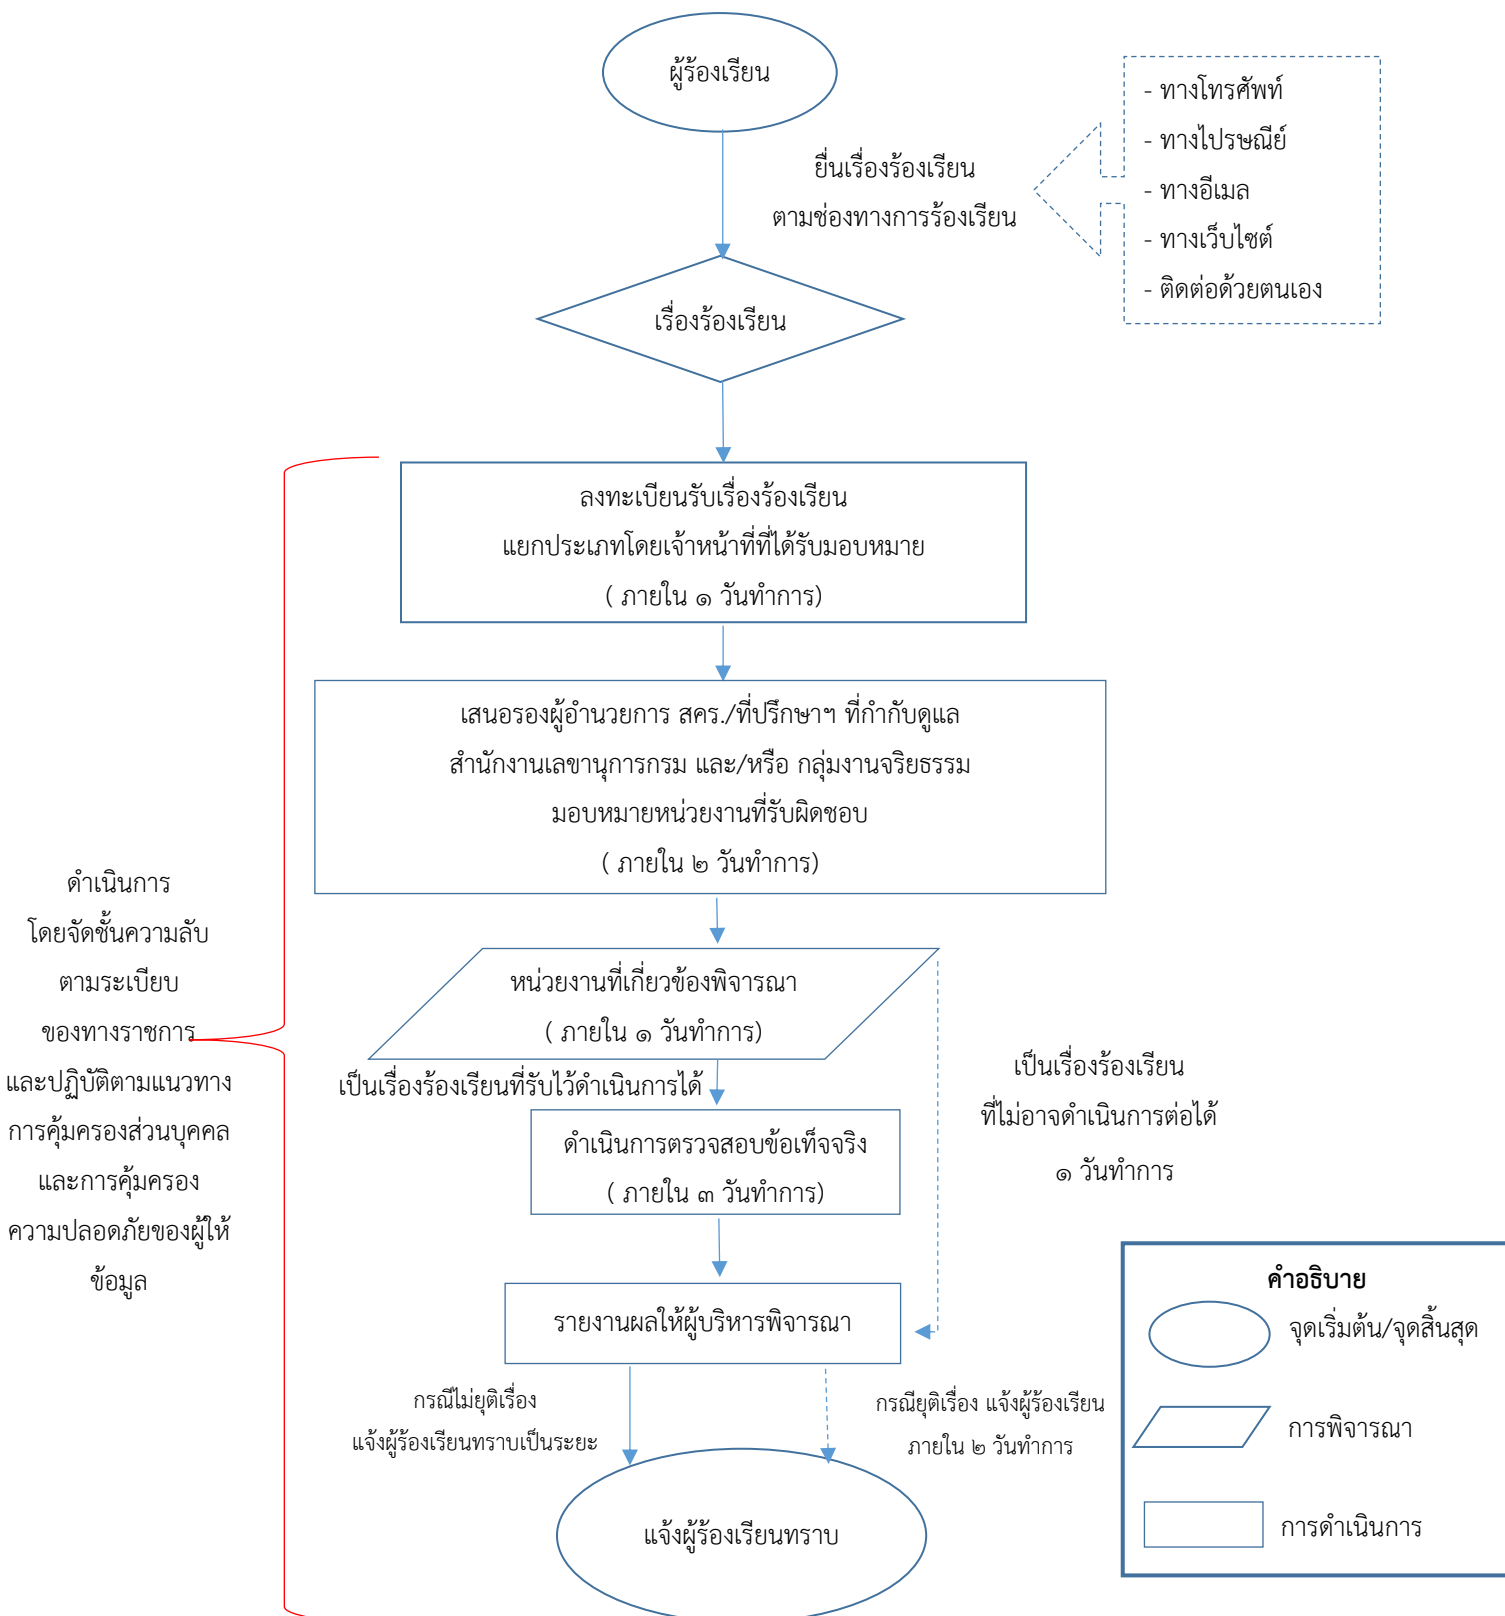 ผู้ร้องเรียน
ยื่นเรื่องร้องเรียน
ตามช่องทางการร้องเรียน
- ทางโทรศัพท์
- ทางไปรษณีย์
- ทางอีเมล
- ทางเว็บไซต์
- ติดต่อด้วยตนเอง
เรื่องร้องเรียน
ลงทะเบียนรับเรื่องร้องเรียน
แยกประเภทโดยเจ้าหน้าที่ที่ได้รับมอบหมาย
( ภายใน ๑ วันทำการ)
เสนอรองผู้อำนวยการ สคร./ที่ปรึกษาฯ ที่กำกับดูแล
สำนักงานเลขานุการกรม และ/หรือ กลุ่มงานจริยธรรม
มอบหมายหน่วยงานที่รับผิดชอบ
( ภายใน ๒ วันทำการ)
ดำเนินการ
โดยจัดชั้นความลับ
ตามระเบียบ
ของทางราชการ
และปฏิบัติตามแนวทาง
การคุ้มครองส่วนบุคคล
และการคุ้มครอง
ความปลอดภัยของผู้ให้
ข้อมูล
หน่วยงานที่เกี่ยวข้องพิจารณา
( ภายใน ๑ วันทำการ)
เป็นเรื่องร้องเรียนที่รับไว้ดำเนินการได้
เป็นเรื่องร้องเรียน
ที่ไม่อาจดำเนินการต่อได้
๑ วันทำการ
ดำเนินการตรวจสอบข้อเท็จจริง
( ภายใน ๓ วันทำการ)
รายงานผลให้ผู้บริหารพิจารณา
กรณีไม่ยุติเรื่อง
แจ้งผู้ร้องเรียนทราบเป็นระยะ
กรณียุติเรื่อง แจ้งผู้ร้องเรียน
ภายใน ๒ วันทำการ
แจ้งผู้ร้องเรียนทราบ
คำอธิบาย
จุดเริ่มต้น/จุดสิ้นสุด
การพิจารณา
การดำเนินการ